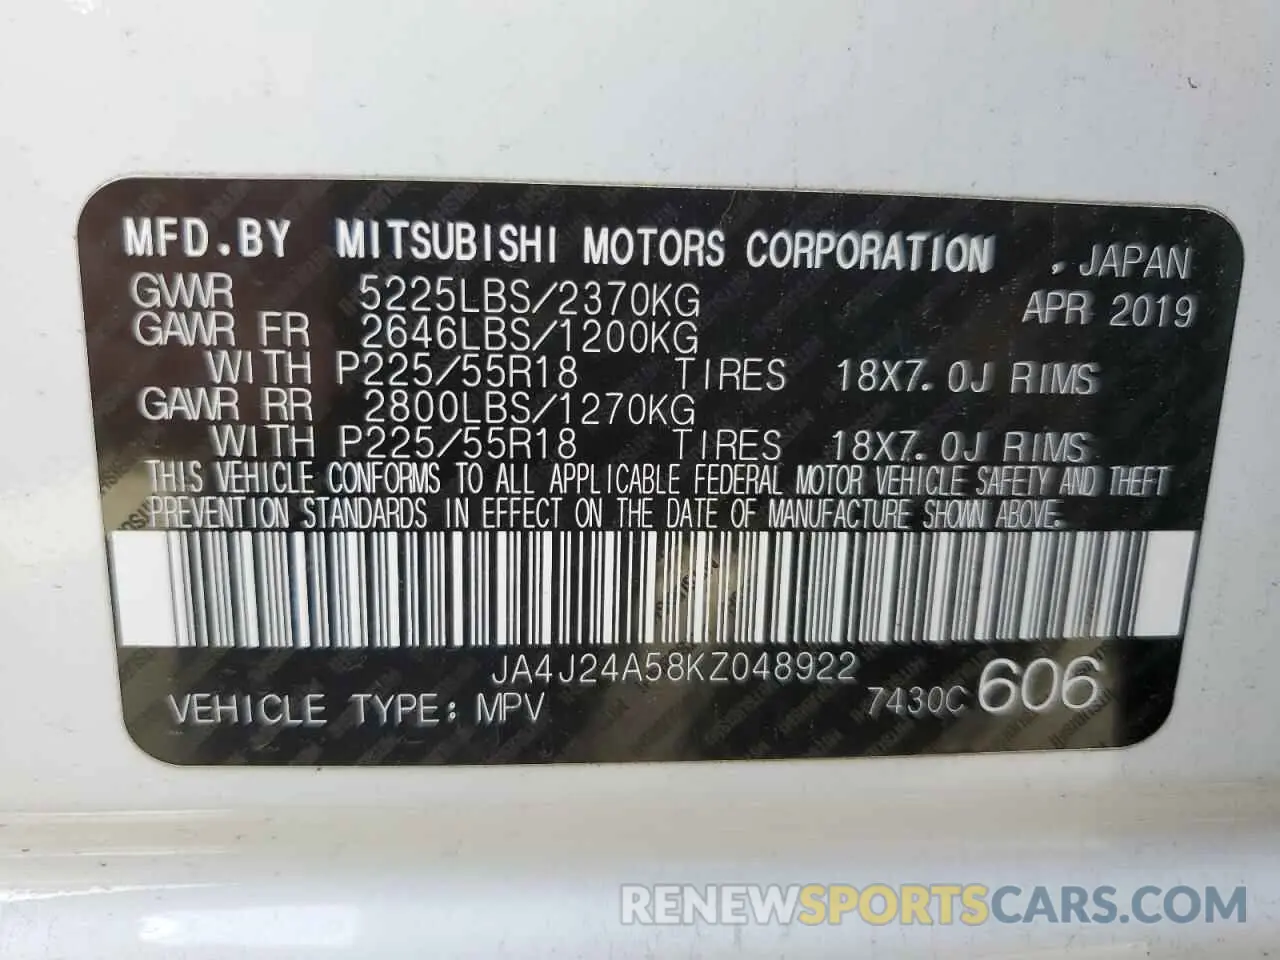 MFD.BY MITSUBISHI MOTORS CORPORATION , JAPAN
GVWR 5225LBS/2370KG APR 2019
GAWR FR 2646LBS/1200KG
WITH P225/55R18 TIRES 18X7.0J RIMS
GAWR RR 2800LBS/1270KG
WITH P225/55R18 TIRES 18X7.0J RIMS
THIS VEHICLE CONFORMS TO ALL APPLICABLE FEDERAL MOTOR VEHICLE SAFETY AND THEFT
PREVENTION STANDARDS IN EFFECT ON THE DATE OF MANUFACTURE SHOWN ABOVE.
JA4J24A58KZ048922
VEHICLE TYPE: MPV 7430C 606
RENEWSPORTSCARS.COM